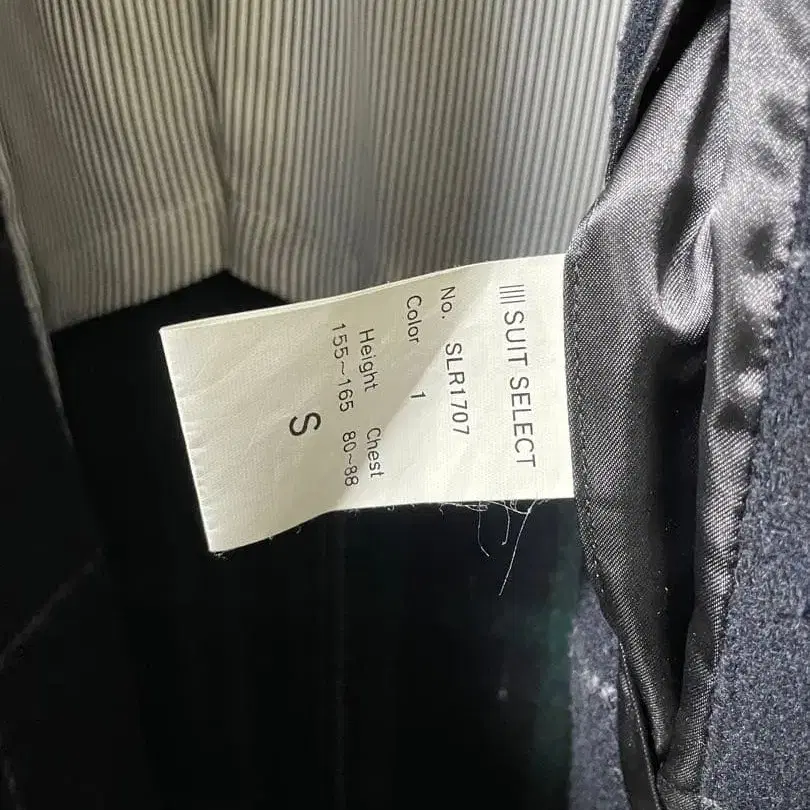 SUIT SELECT
No. SLR1707
Color 1
Height Chest
155~165 80~88
S